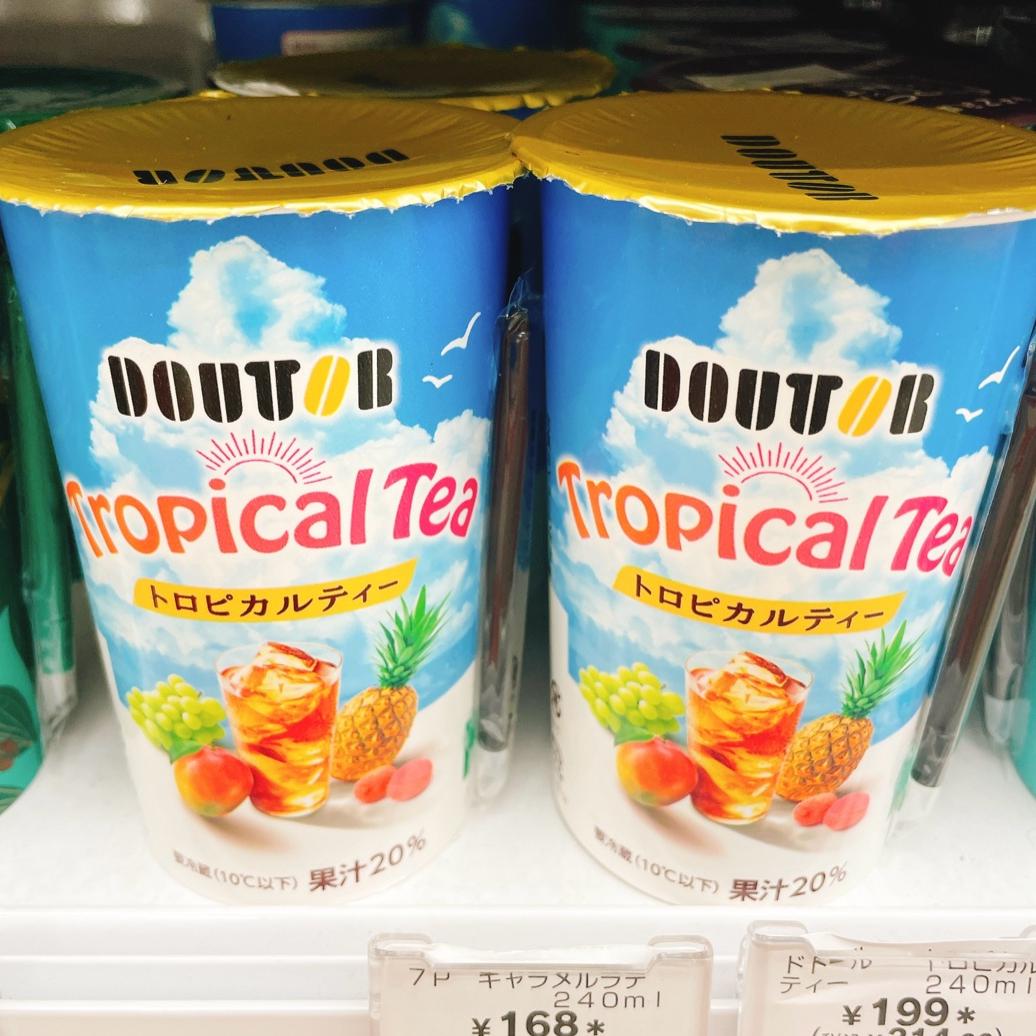 DOUTOR
DOUTOR
DOUTOR
Tropical Tea
トロピカルティー
要冷蔵(10℃以下) 果汁20%
DOUTOR
Tropical Tea
トロピカルティー
要冷蔵(10℃以下) 果汁20%
7P キャラメルラテ
240ml
¥168*
ドトール トロピカル
ティー 240ml
¥199*